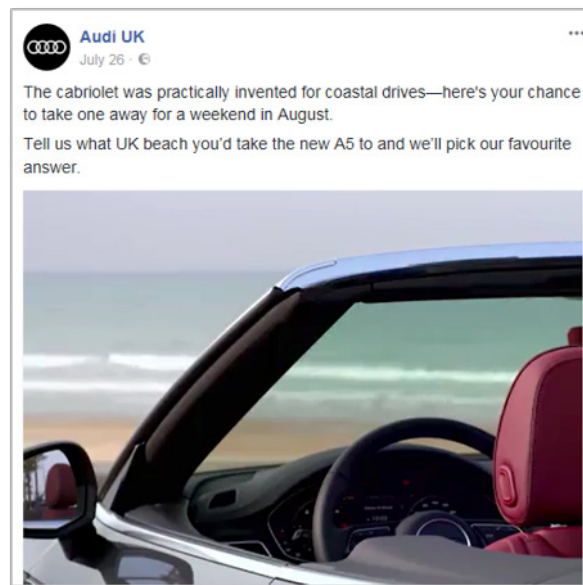 Audi UK
July 26
The cabriolet was practically invented for coastal drives—here's your chance
to take one away for a weekend in August.
Tell us what UK beach you'd take the new A5 to and we'll pick our favourite
answer.